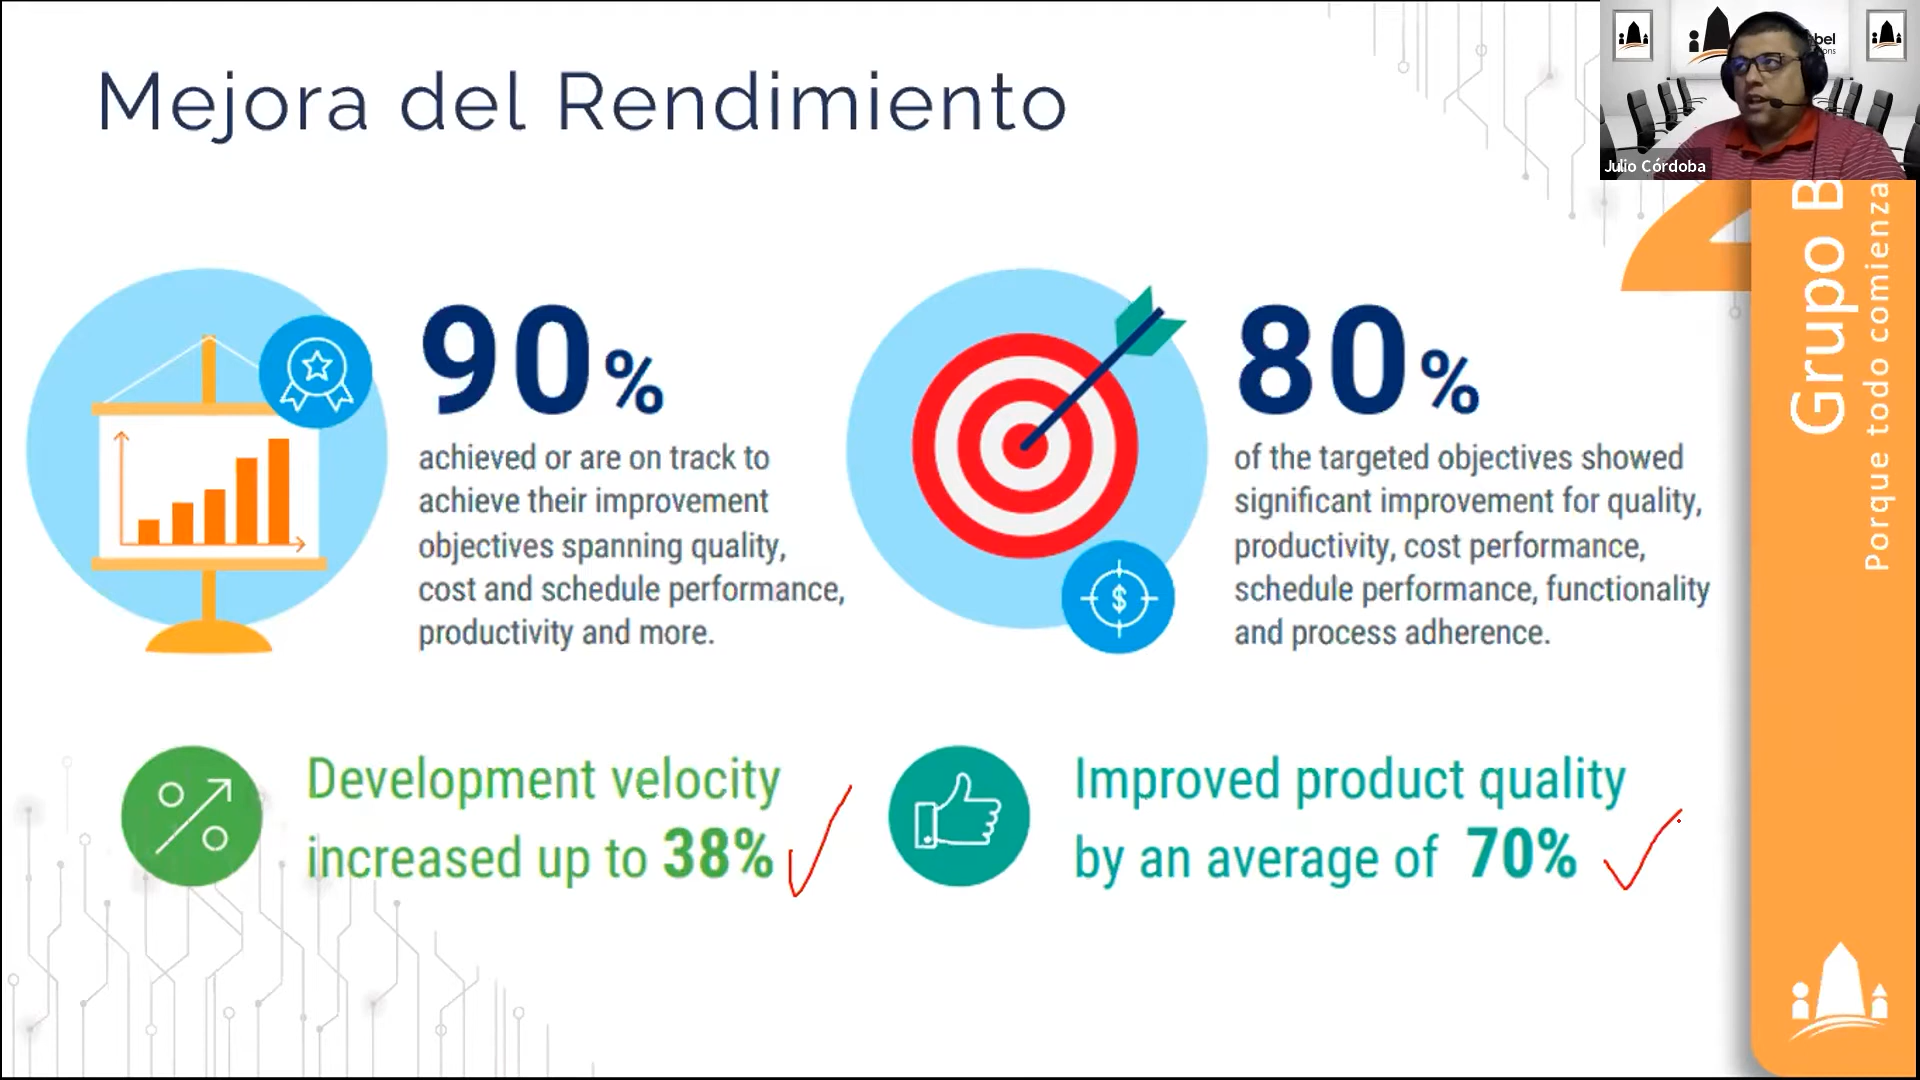 Mejora del Rendimiento
bel
Julio Córdoba
90%
achieved or are on track to
achieve their improvement
objectives spanning quality,
cost and schedule performance,
productivity and more.
80%
of the targeted objectives showed
significant improvement for quality,
productivity, cost performance,
schedule performance, functionality
and process adherence.
$
Development velocity
increased up to 38%
Improved product quality
by an average of 70%
Grupo B
Porque todo comienza